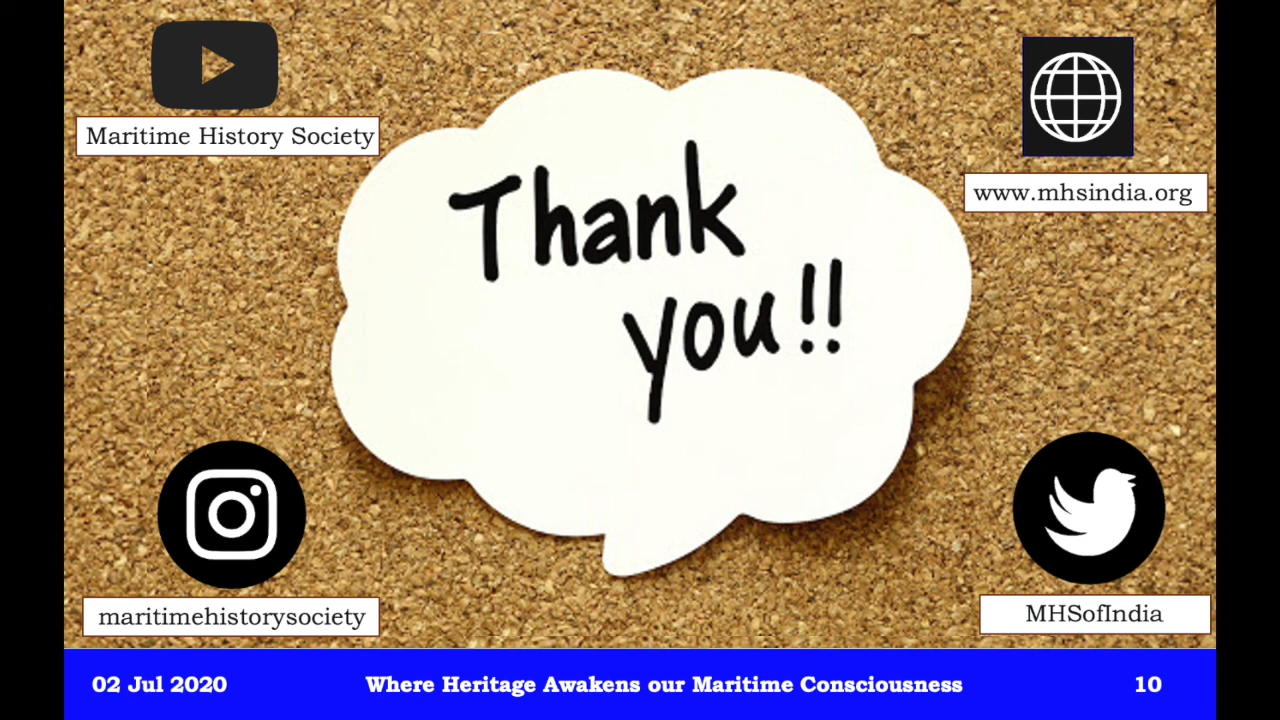 Maritime History Society
www.mhsindia.org
Thank
you!!
maritimehistorysociety
MHSofIndia
02 Jul 2020 Where Heritage Awakens our Maritime Consciousness 10